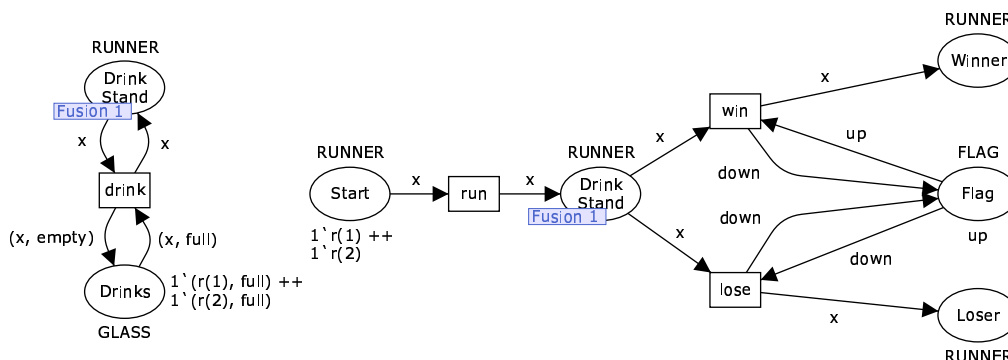 RUNNER
Drink
Stand
Fusion 1
x
x
drink
(x, empty)
(x, full)
Drinks
1`(r(1), full) ++
1`(r(2), full)
GLASS
RUNNER
Start
1`r(1) ++
1`r(2)
x
run
x
RUNNER
Drink
Stand
Fusion 1
x
x
win
x
RUNNER
Winner
up
down
down
FLAG
Flag
up
down
lose
x
Loser
RUNNER